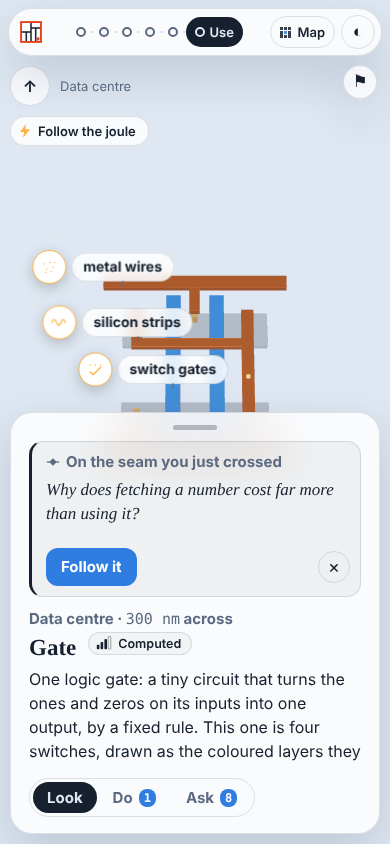 Use
Map
Data centre
Follow the joule
metal wires
silicon strips
switch gates
On the seam you just crossed
Why does fetching a number cost far more
than using it?
Follow it
Data centre · 300 nm across
Gate
Computed
One logic gate: a tiny circuit that turns the
ones and zeros on its inputs into one
output, by a fixed rule. This one is four
switches, drawn as the coloured layers they
Look
Do 1
Ask 8